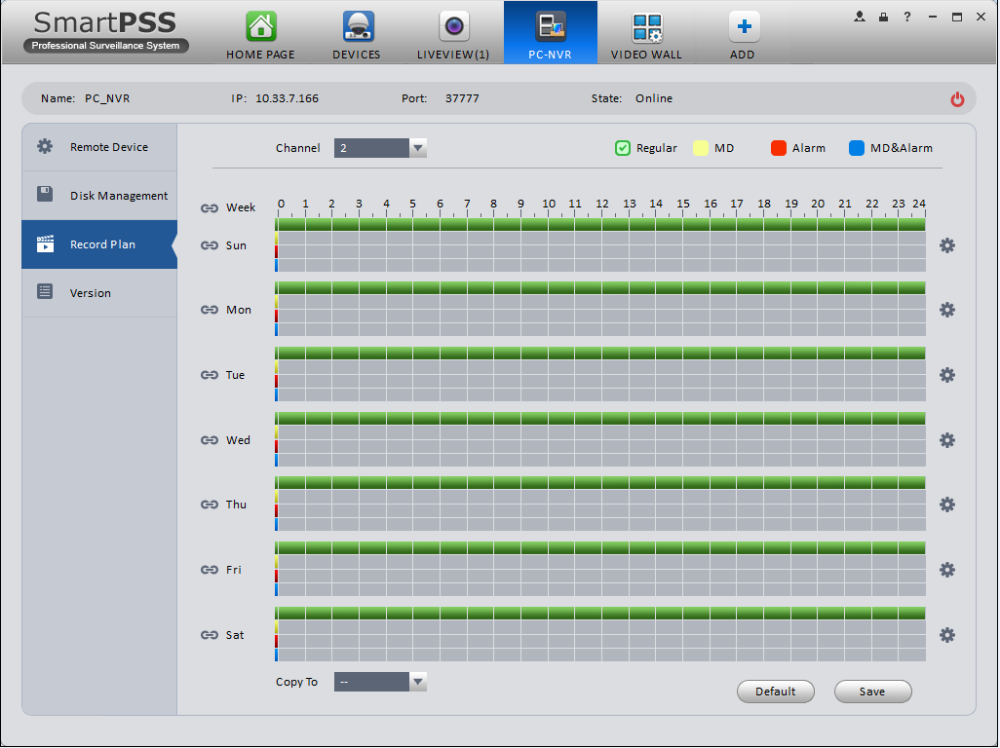 SmartPSS
Professional Surveillance System
HOME PAGE
DEVICES
LIVEVIEW(1)
PC-NVR
VIDEO WALL
ADD
?
Name: PC_NVR IP: 10.33.7.166 Port: 37777 State: Online
Remote Device
Disk Management
Record Plan
Version
Channel 2 Regular MD Alarm MD&Alarm
Week 0 1 2 3 4 5 6 7 8 9 10 11 12 13 14 15 16 17 18 19 20 21 22 23 24
Sun
Mon
Tue
Wed
Thu
Fri
Sat
Copy To --
Default Save